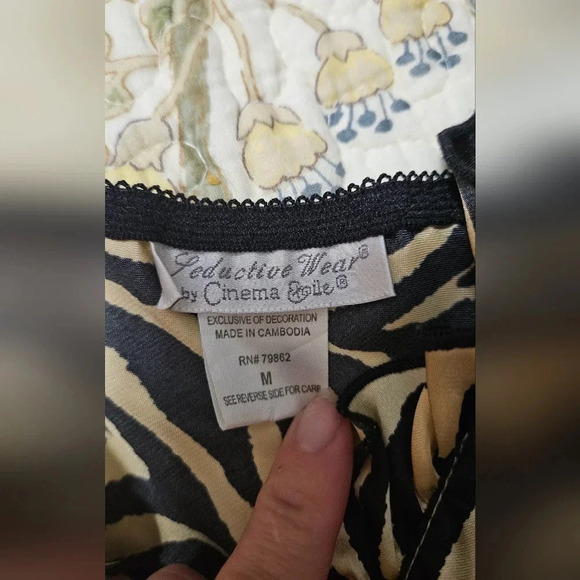 Seductive Wear®
by Cinema Etoile®
EXCLUSIVE OF DECORATION
MADE IN CAMBODIA
RN# 79862
M
SEE REVERSE SIDE FOR CARE